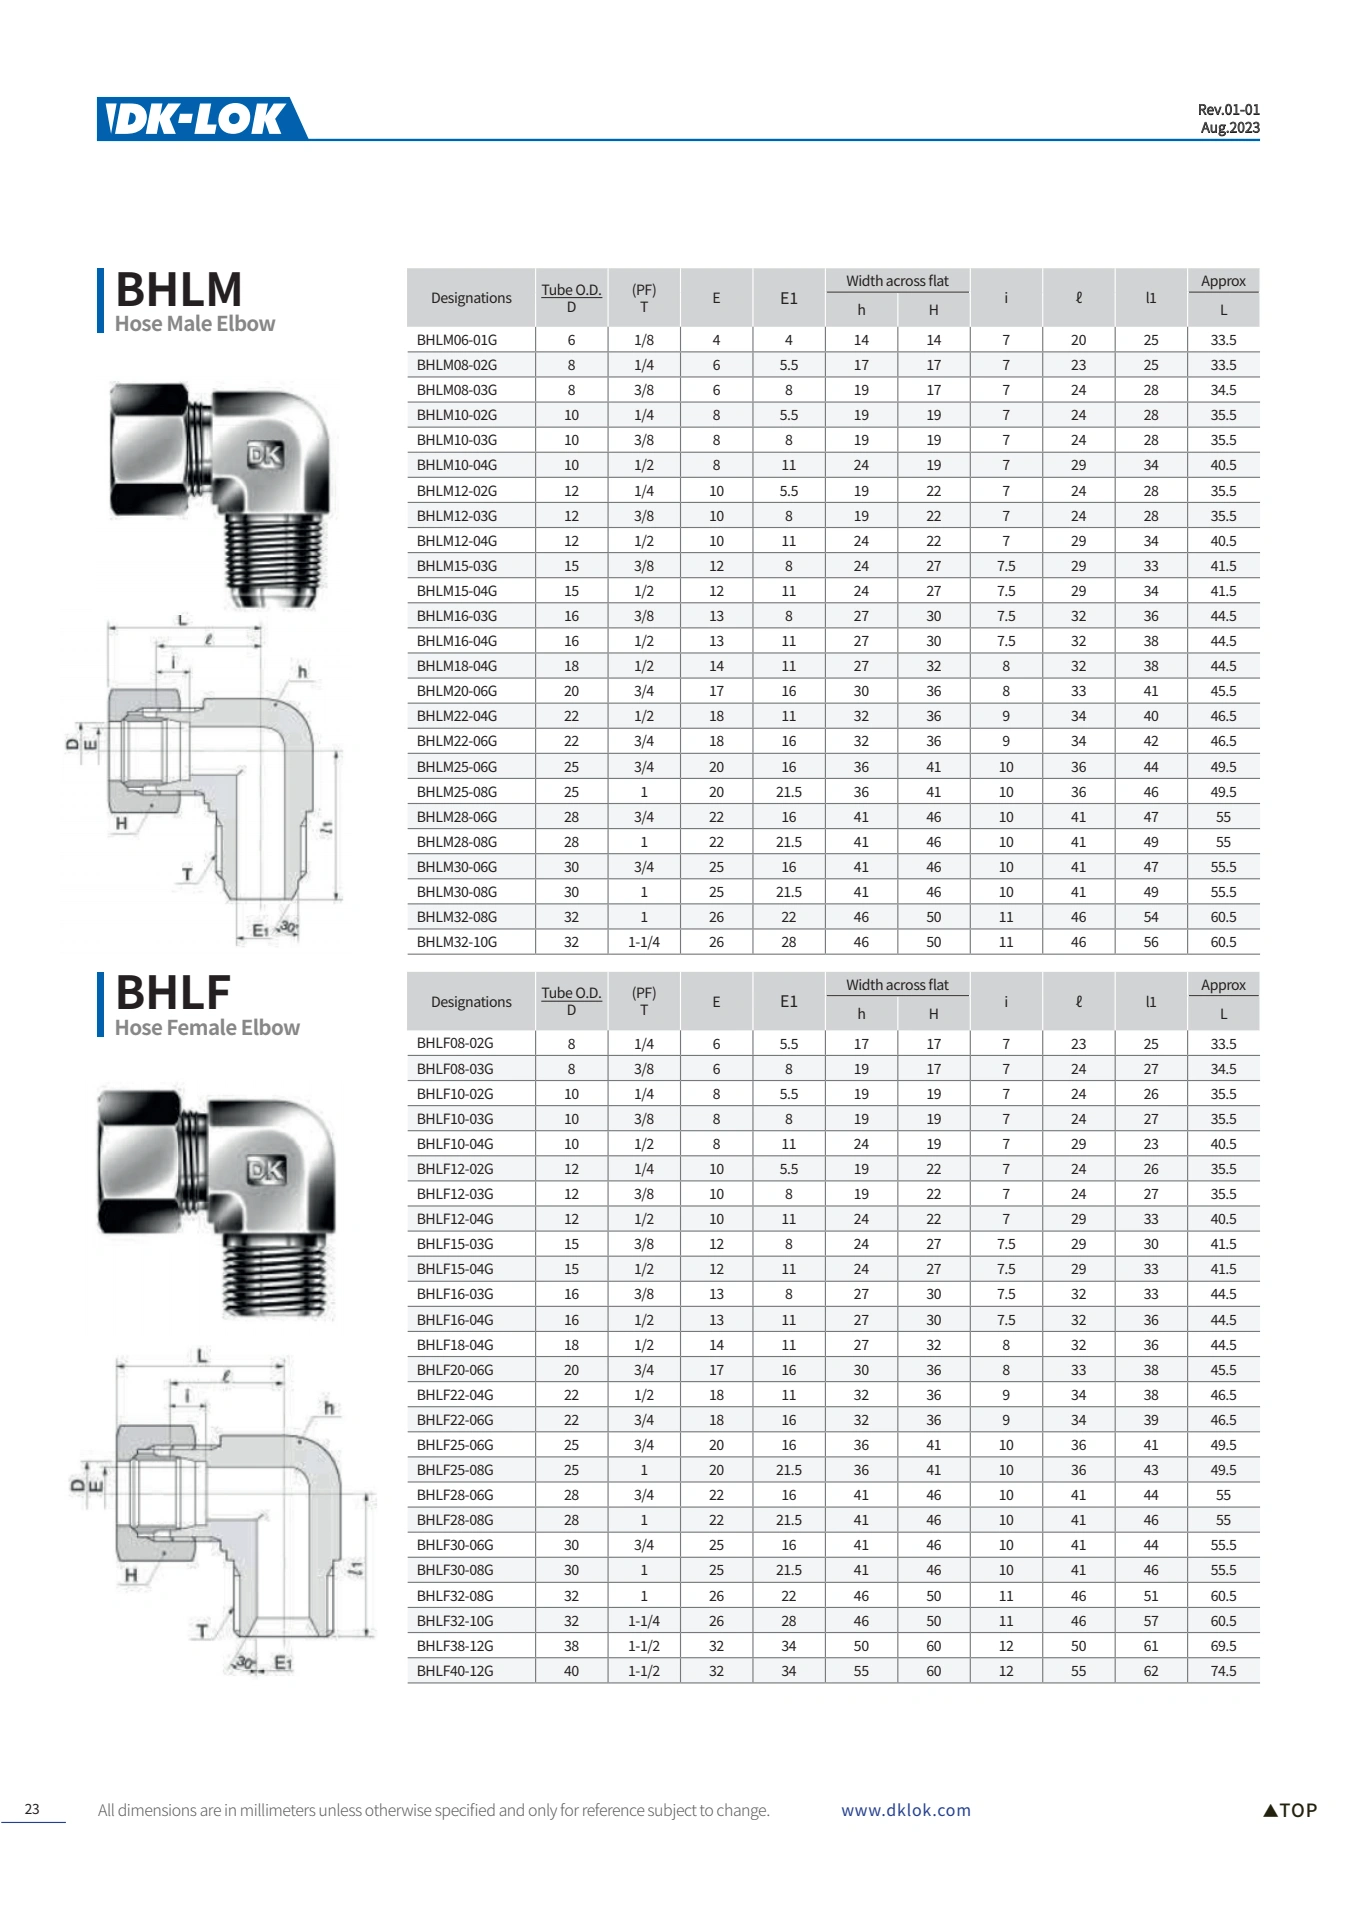 DK-LOK
Rev.01-01
Aug.2023
BHLM
Hose Male Elbow
DK
L
ℓ
i
h
D
E
H
ℓ1
T
E1
30°
Designations Tube O.D. D (PF) T E E1 Width across flat h H i ℓ l1 Approx L
BHLM06-01G 6 1/8 4 4 14 14 7 20 25 33.5
BHLM08-02G 8 1/4 6 5.5 17 17 7 23 25 33.5
BHLM08-03G 8 3/8 6 8 19 17 7 24 28 34.5
BHLM10-02G 10 1/4 8 5.5 19 19 7 24 28 35.5
BHLM10-03G 10 3/8 8 8 19 19 7 24 28 35.5
BHLM10-04G 10 1/2 8 11 24 19 7 29 34 40.5
BHLM12-02G 12 1/4 10 5.5 19 22 7 24 28 35.5
BHLM12-03G 12 3/8 10 8 19 22 7 24 28 35.5
BHLM12-04G 12 1/2 10 11 24 22 7 29 34 40.5
BHLM15-03G 15 3/8 12 8 24 27 7.5 29 33 41.5
BHLM15-04G 15 1/2 12 11 24 27 7.5 29 34 41.5
BHLM16-03G 16 3/8 13 8 27 30 7.5 32 36 44.5
BHLM16-04G 16 1/2 13 11 27 30 7.5 32 38 44.5
BHLM18-04G 18 1/2 14 11 27 32 8 32 38 44.5
BHLM20-06G 20 3/4 17 16 30 36 8 33 41 45.5
BHLM22-04G 22 1/2 18 11 32 36 9 34 40 46.5
BHLM22-06G 22 3/4 18 16 32 36 9 34 42 46.5
BHLM25-06G 25 3/4 20 16 36 41 10 36 44 49.5
BHLM25-08G 25 1 20 21.5 36 41 10 36 46 49.5
BHLM28-06G 28 3/4 22 16 41 46 10 41 47 55
BHLM28-08G 28 1 22 21.5 41 46 10 41 49 55
BHLM30-06G 30 3/4 25 16 41 46 10 41 47 55.5
BHLM30-08G 30 1 25 21.5 41 46 10 41 49 55.5
BHLM32-08G 32 1 26 22 46 50 11 46 54 60.5
BHLM32-10G 32 1-1/4 26 28 46 50 11 46 56 60.5
BHLF
Hose Female Elbow
DK
L
ℓ
i
h
D
E
H
ℓ1
T
30°
E1
Designations Tube O.D. D (PF) T E E1 Width across flat h H i ℓ l1 Approx L
BHLF08-02G 8 1/4 6 5.5 17 17 7 23 25 33.5
BHLF08-03G 8 3/8 6 8 19 17 7 24 27 34.5
BHLF10-02G 10 1/4 8 5.5 19 19 7 24 26 35.5
BHLF10-03G 10 3/8 8 8 19 19 7 24 27 35.5
BHLF10-04G 10 1/2 8 11 24 19 7 29 23 40.5
BHLF12-02G 12 1/4 10 5.5 19 22 7 24 26 35.5
BHLF12-03G 12 3/8 10 8 19 22 7 24 27 35.5
BHLF12-04G 12 1/2 10 11 24 22 7 29 33 40.5
BHLF15-03G 15 3/8 12 8 24 27 7.5 29 30 41.5
BHLF15-04G 15 1/2 12 11 24 27 7.5 29 33 41.5
BHLF16-03G 16 3/8 13 8 27 30 7.5 32 33 44.5
BHLF16-04G 16 1/2 13 11 27 30 7.5 32 36 44.5
BHLF18-04G 18 1/2 14 11 27 32 8 32 36 44.5
BHLF20-06G 20 3/4 17 16 30 36 8 33 38 45.5
BHLF22-04G 22 1/2 18 11 32 36 9 34 38 46.5
BHLF22-06G 22 3/4 18 16 32 36 9 34 39 46.5
BHLF25-06G 25 3/4 20 16 36 41 10 36 41 49.5
BHLF25-08G 25 1 20 21.5 36 41 10 36 43 49.5
BHLF28-06G 28 3/4 22 16 41 46 10 41 44 55
BHLF28-08G 28 1 22 21.5 41 46 10 41 46 55
BHLF30-06G 30 3/4 25 16 41 46 10 41 44 55.5
BHLF30-08G 30 1 25 21.5 41 46 10 41 46 55.5
BHLF32-08G 32 1 26 22 46 50 11 46 51 60.5
BHLF32-10G 32 1-1/4 26 28 46 50 11 46 57 60.5
BHLF38-12G 38 1-1/2 32 34 50 60 12 50 61 69.5
BHLF40-12G 40 1-1/2 32 34 55 60 12 55 62 74.5
23
All dimensions are in millimeters unless otherwise specified and only for reference subject to change.
www.dklok.com
▲TOP